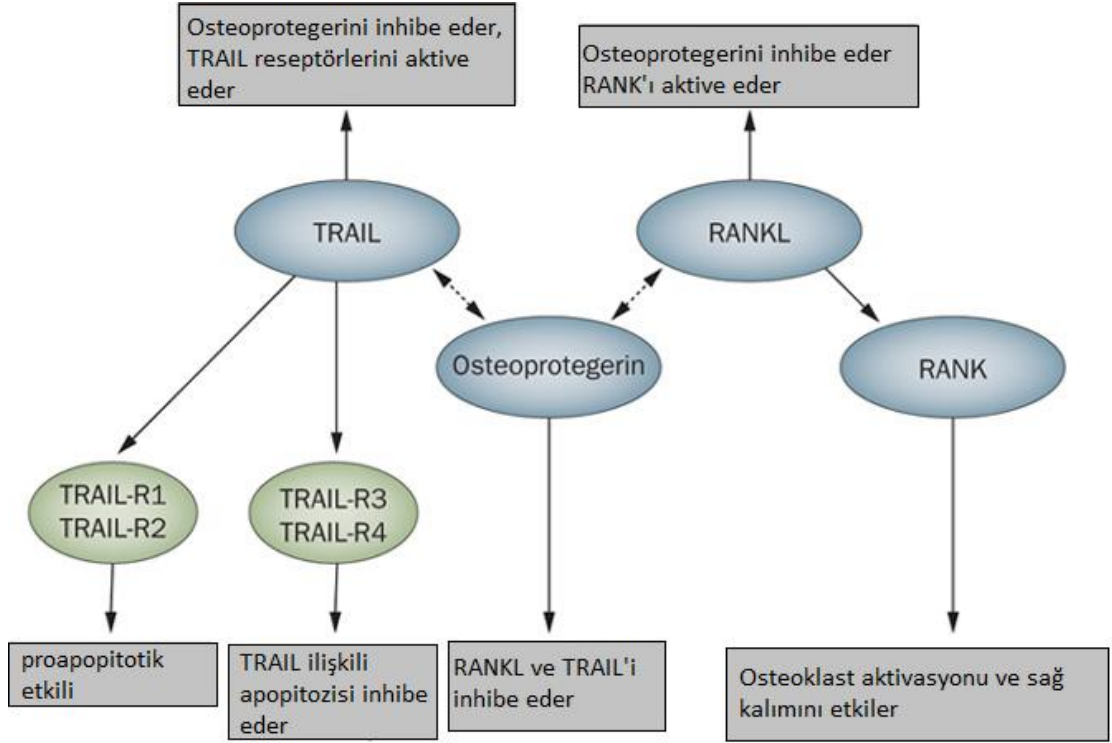 Osteoprotegerini inhibe eder,
TRAIL reseptörlerini aktive
eder
Osteoprotegerini inhibe eder
RANK'ı aktive eder
TRAIL
RANKL
Osteoprotegerin
RANK
TRAIL-R1
TRAIL-R2
TRAIL-R3
TRAIL-R4
proapopitotik
etkili
TRAIL ilişkili
apopitozisi inhibe
eder
RANKL ve TRAIL'i
inhibe eder
Osteoklast aktivasyonu ve sağ
kalımını etkiler